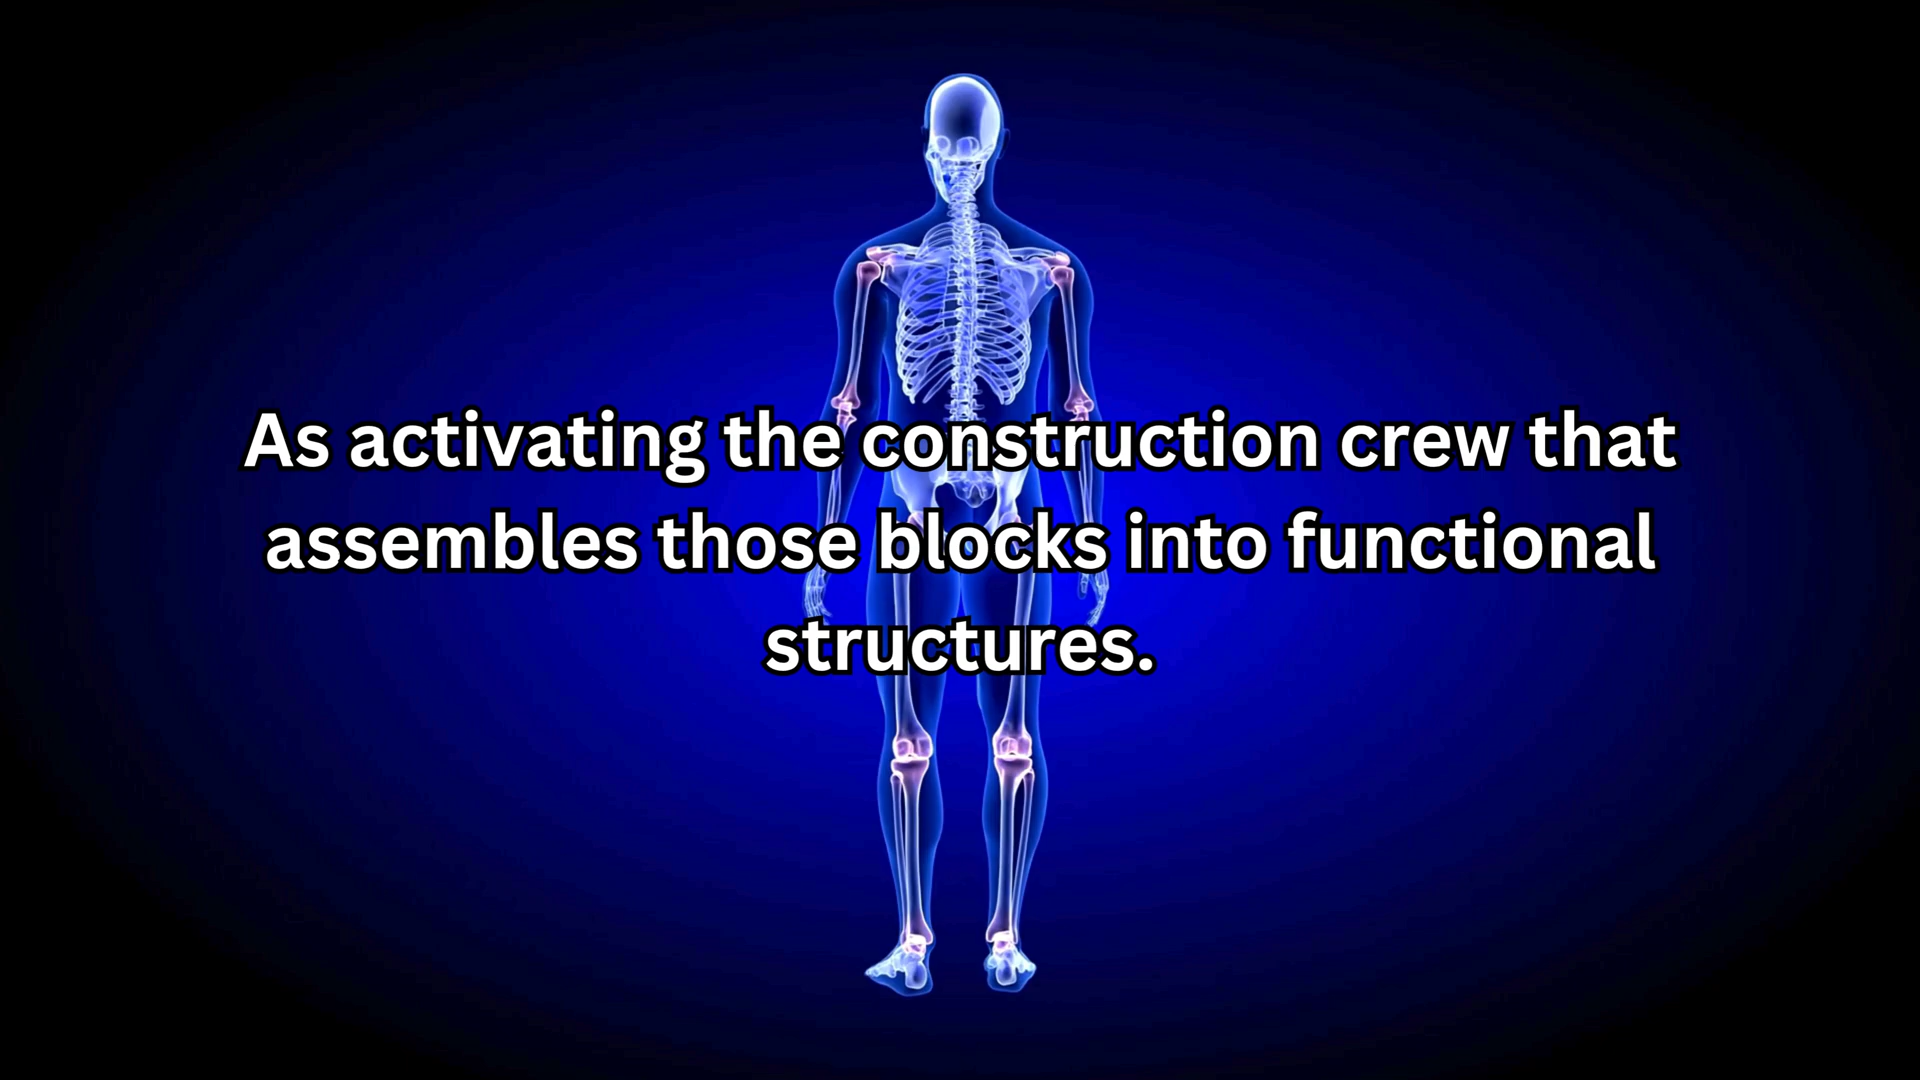 As activating the construction crew that
assembles those blocks into functional
structures.